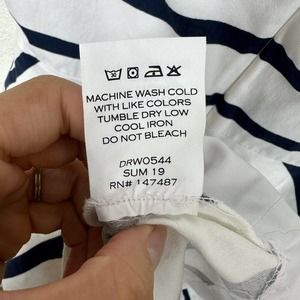 MACHINE WASH COLD
WITH LIKE COLORS
TUMBLE DRY LOW
COOL IRON
DO NOT BLEACH
DRW0544
SUM 19
RN# 147487